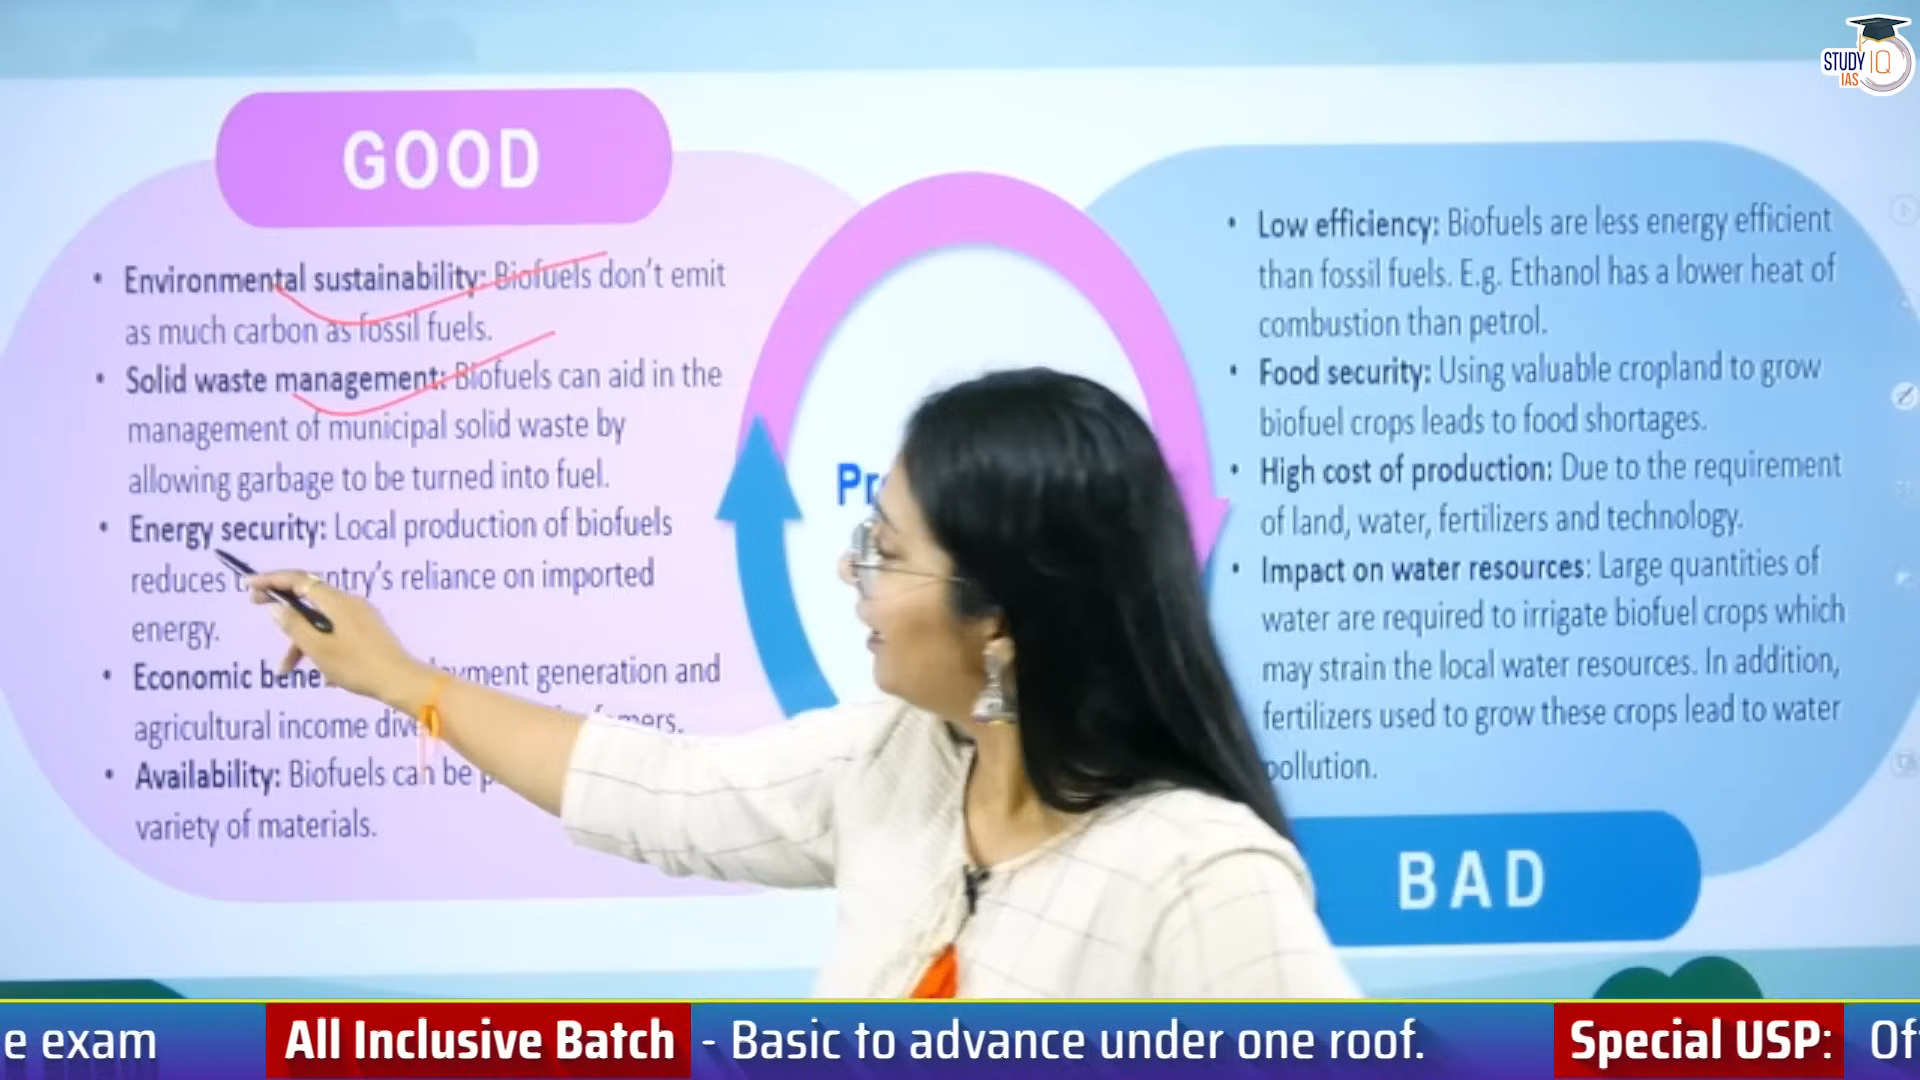 STUDY IQ
IAS
GOOD
• Environmental sustainability: Biofuels don't emit
as much carbon as fossil fuels.
• Solid waste management: Biofuels can aid in the
management of municipal solid waste by
allowing garbage to be turned into fuel.
• Energy security: Local production of biofuels
reduces reliance on imported
energy.
• Economic generation and
agricultural income
• Availability: Biofuels can be
variety of materials.
• Low efficiency: Biofuels are less energy efficient
than fossil fuels. E.g. Ethanol has a lower heat of
combustion than petrol.
• Food security: Using valuable cropland to grow
biofuel crops leads to food shortages.
• High cost of production: Due to the requirement
of land, water, fertilizers and technology.
• Impact on water resources: Large quantities of
water are required to irrigate biofuel crops which
may strain the local water resources. In addition,
fertilizers used to grow these crops lead to water
pollution.
BAD
e exam All Inclusive Batch - Basic to advance under one roof. Special USP: Of